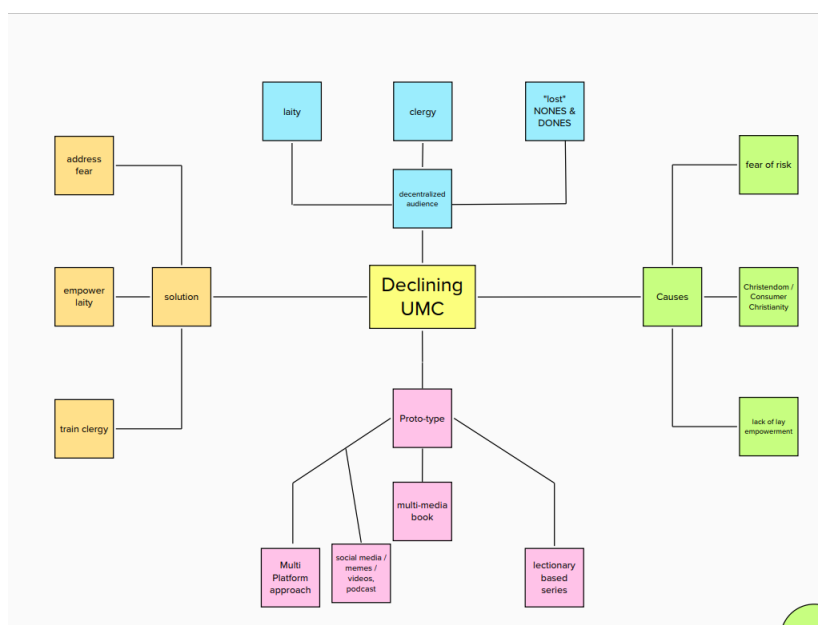 laity
clergy
"lost"
NONES &
DONES
address
fear
decentralized
audience
fear of risk
empower
laity
solution
Declining
UMC
Causes
Christendom /
Consumer
Christianity
train clergy
Proto-type
lack of lay
empowerment
multi-media
book
Multi
Platform
approach
social media /
memes /
videos,
podcast
lectionary
based
series